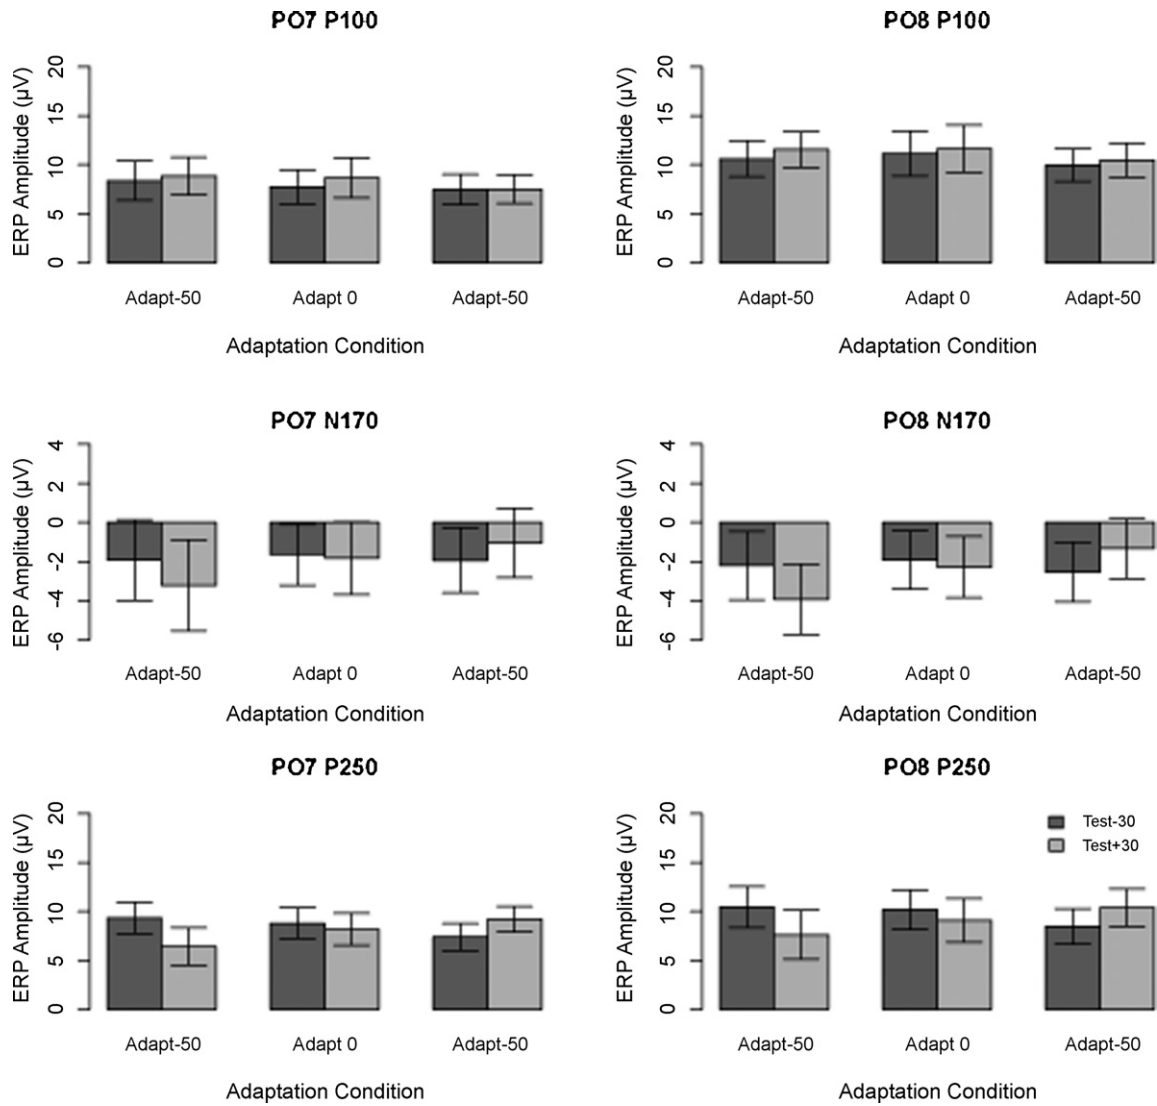 PO7 P100
ERP Amplitude (µV)
20
15
10
5
0
Adapt-50 Adapt 0 Adapt-50
Adaptation Condition
PO8 P100
ERP Amplitude (µV)
20
15
10
5
0
Adapt-50 Adapt 0 Adapt-50
Adaptation Condition
PO7 N170
ERP Amplitude (µV)
4
2
0
-2
-4
-6
Adapt-50 Adapt 0 Adapt-50
Adaptation Condition
PO8 N170
ERP Amplitude (µV)
4
2
0
-2
-4
-6
Adapt-50 Adapt 0 Adapt-50
Adaptation Condition
PO7 P250
ERP Amplitude (µV)
20
15
10
5
0
Adapt-50 Adapt 0 Adapt-50
Adaptation Condition
PO8 P250
ERP Amplitude (µV)
20
15
10
5
0
Test-30
Test+30
Adapt-50 Adapt 0 Adapt-50
Adaptation Condition